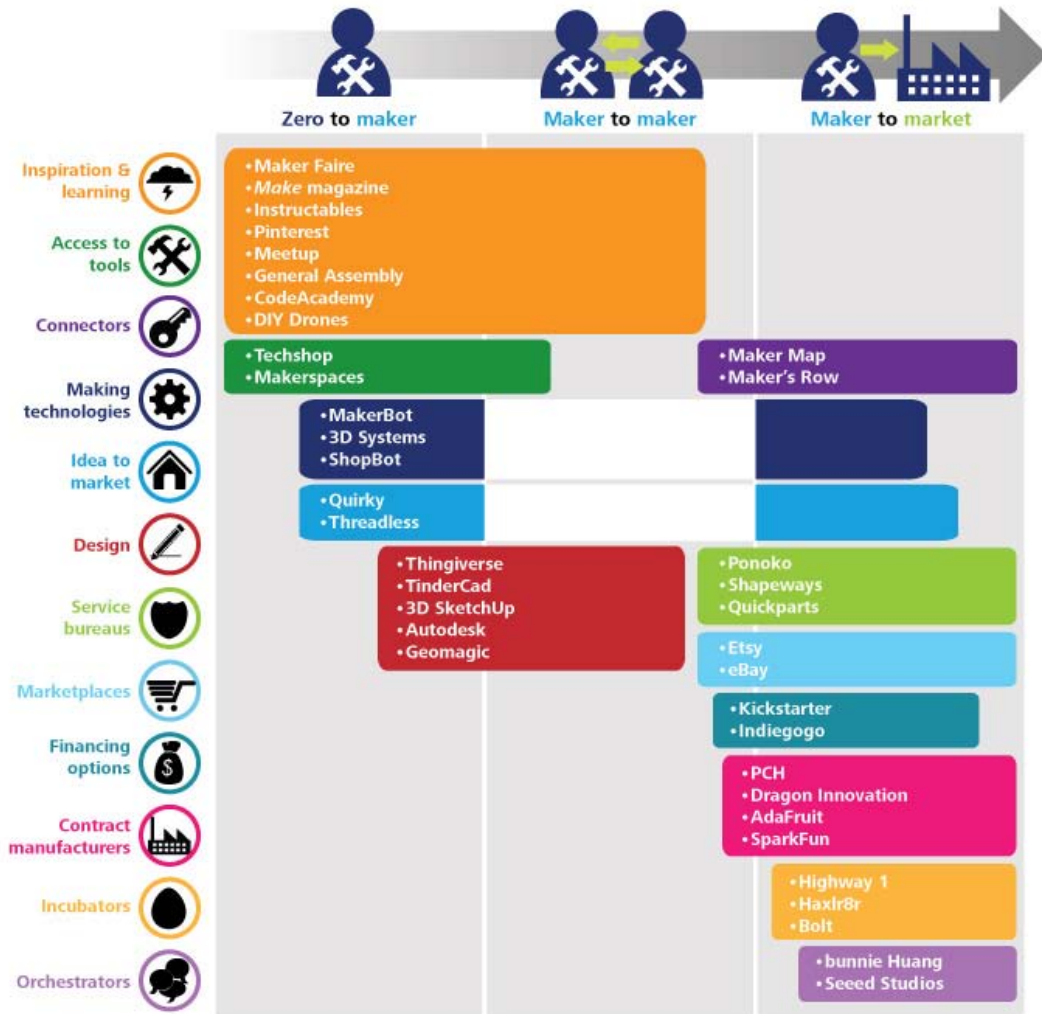 Zero to maker
Maker to maker
Maker to market
Inspiration &
learning
Access to
tools
Connectors
Making
technologies
Idea to
market
Design
Service
bureaus
Marketplaces
Financing
options
Contract
manufacturers
Incubators
Orchestrators
•Maker Faire
•Make magazine
•Instructables
•Pinterest
•Meetup
•General Assembly
•CodeAcademy
•DIY Drones
•Techshop
•Makerspaces
•Maker Map
•Maker's Row
•MakerBot
•3D Systems
•ShopBot
•Quirky
•Threadless
•Thingiverse
•TinderCad
•3D SketchUp
•Autodesk
•Geomagic
•Ponoko
•Shapeways
•Quickparts
•Etsy
•eBay
•Kickstarter
•Indiegogo
•PCH
•Dragon Innovation
•AdaFruit
•SparkFun
•Highway 1
•Haxlr8r
•Bolt
•bunnie Huang
•Seeed Studios
$